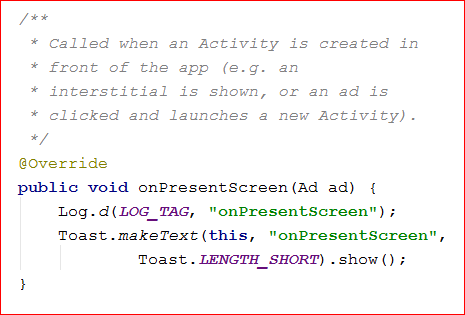 /**
 * Called when an Activity is created in
 * front of the app (e.g. an
 * interstitial is shown, or an ad is
 * clicked and launches a new Activity).
 */
@Override
public void onPresentScreen(Ad ad) {
    Log.d(LOG_TAG, "onPresentScreen");
    Toast.makeText(this, "onPresentScreen",
            Toast.LENGTH_SHORT).show();
}